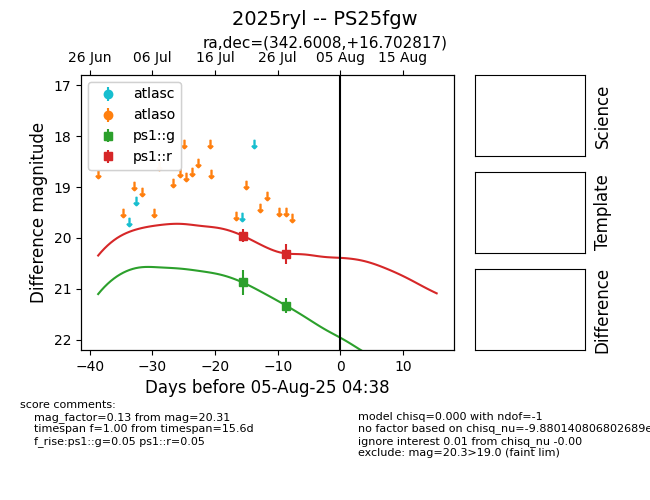 2025ryl -- PS25fgw
ra,dec=(342.6008,+16.702817)
26 Jun 06 Jul 16 Jul 26 Jul 05 Aug 15 Aug
17
18
19
20
21
22
Difference magnitude
atlasc
atlaso
ps1::g
ps1::r
−40 −30 −20 −10 0 10
Days before 05-Aug-25 04:38
Science
Template
Difference
score comments:
mag_factor=0.13 from mag=20.31
timespan f=1.00 from timespan=15.6d
f_rise:ps1::g=0.05 ps1::r=0.05
model chisq=0.000 with ndof=-1
no factor based on chisq_nu=-9.880140806802689e
ignore interest 0.01 from chisq_nu -0.00
exclude: mag=20.3>19.0 (faint lim)